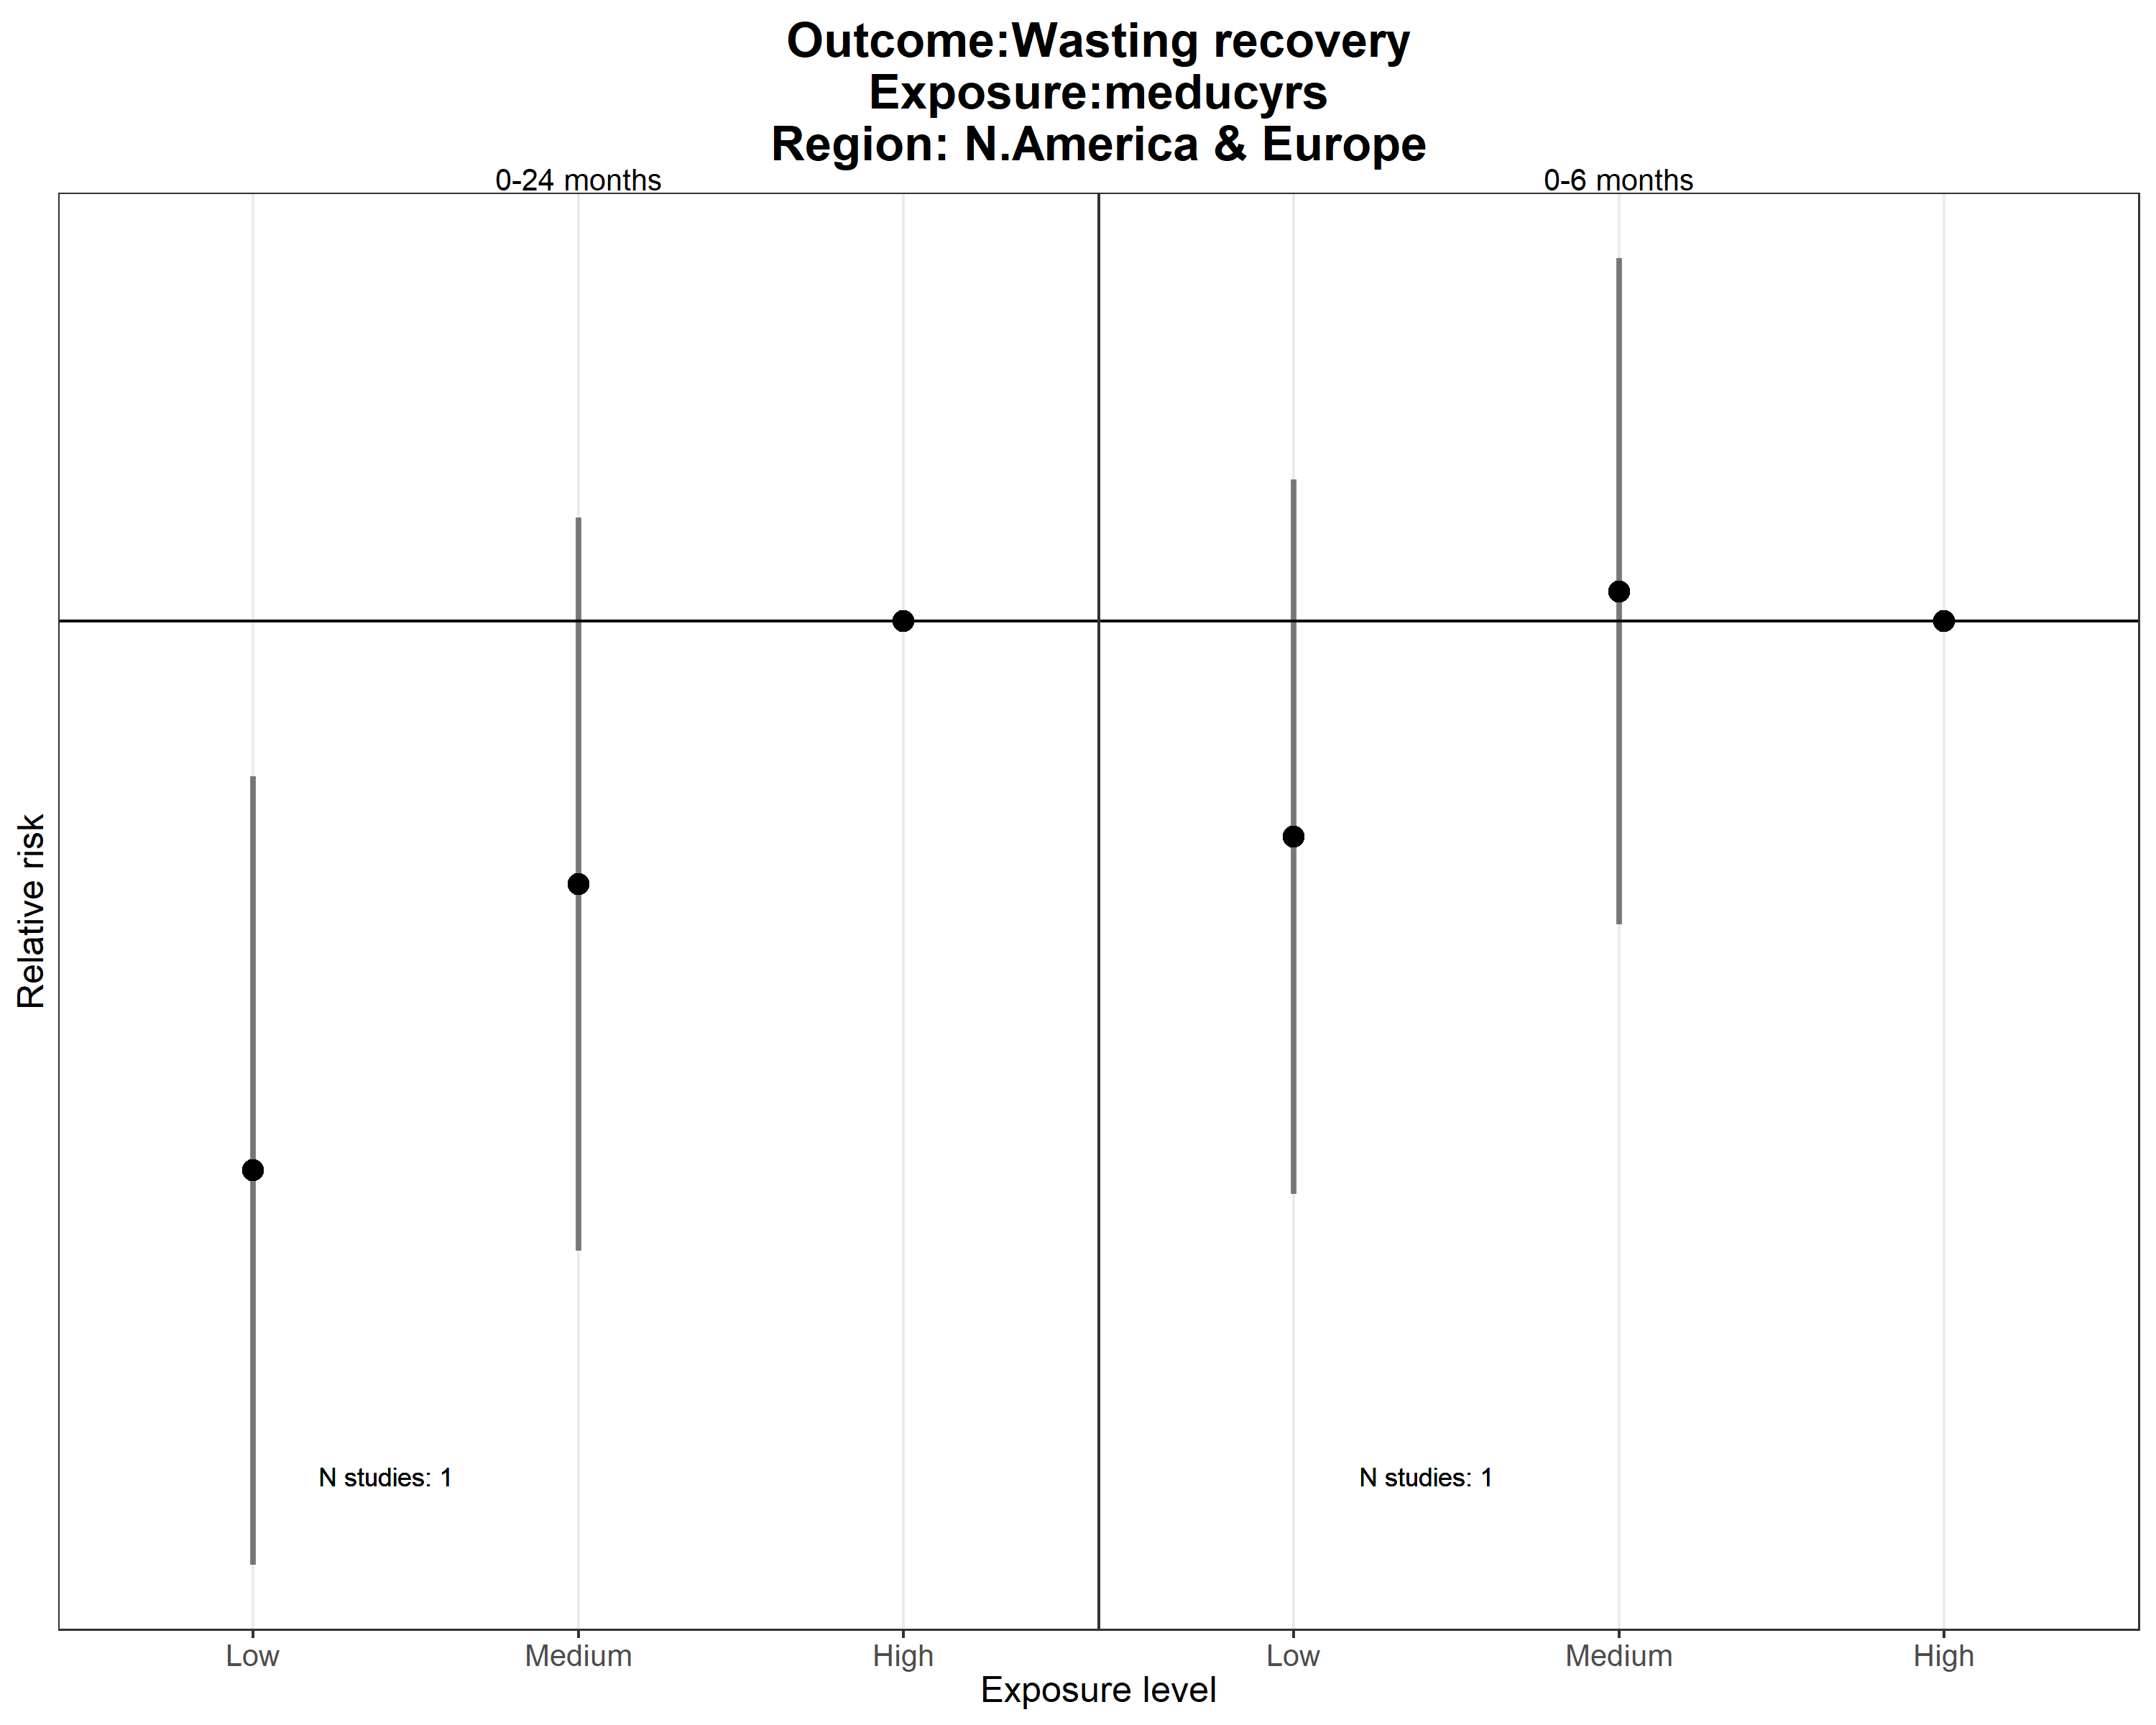 Outcome:Wasting recovery
Exposure:meducyrs
Region: N.America & Europe
0-24 months
0-6 months
Relative risk
N studies: 1
N studies: 1
Low
Medium
High
Low
Medium
High
Exposure level